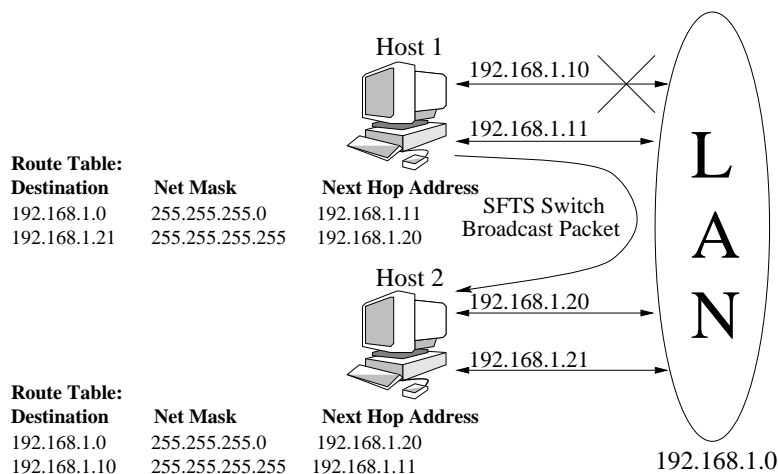 Host 1
192.168.1.10
192.168.1.11
Route Table:
Destination Net Mask Next Hop Address
192.168.1.0 255.255.255.0 192.168.1.11
192.168.1.21 255.255.255.255 192.168.1.20
SFTS Switch
Broadcast Packet
Host 2
192.168.1.20
192.168.1.21
Route Table:
Destination Net Mask Next Hop Address
192.168.1.0 255.255.255.0 192.168.1.20
192.168.1.10 255.255.255.255 192.168.1.11
L
A
N
192.168.1.0